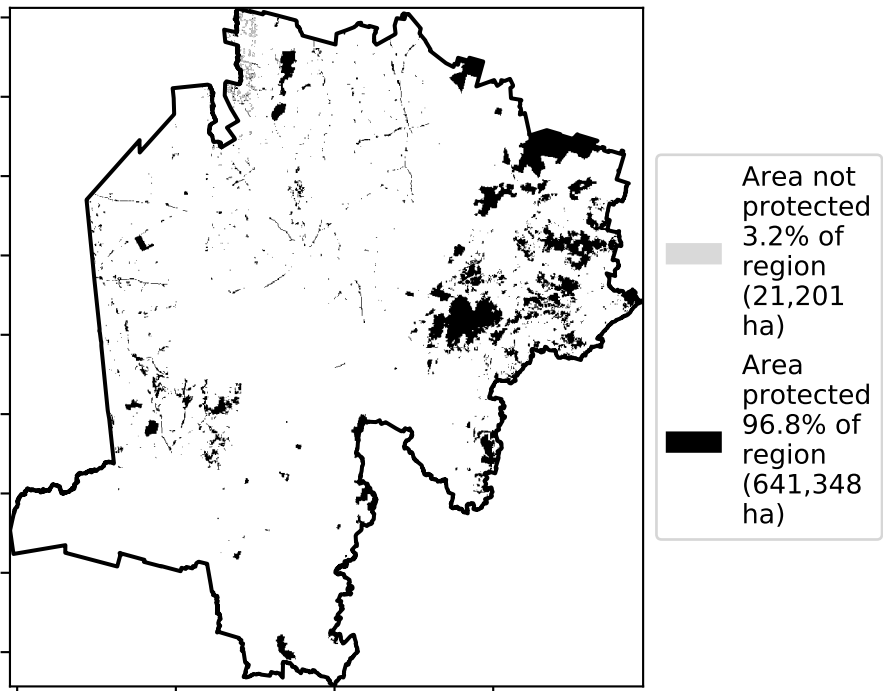 Area not
protected
3.2% of
region
(21,201
ha)
Area
protected
96.8% of
region
(641,348
ha)